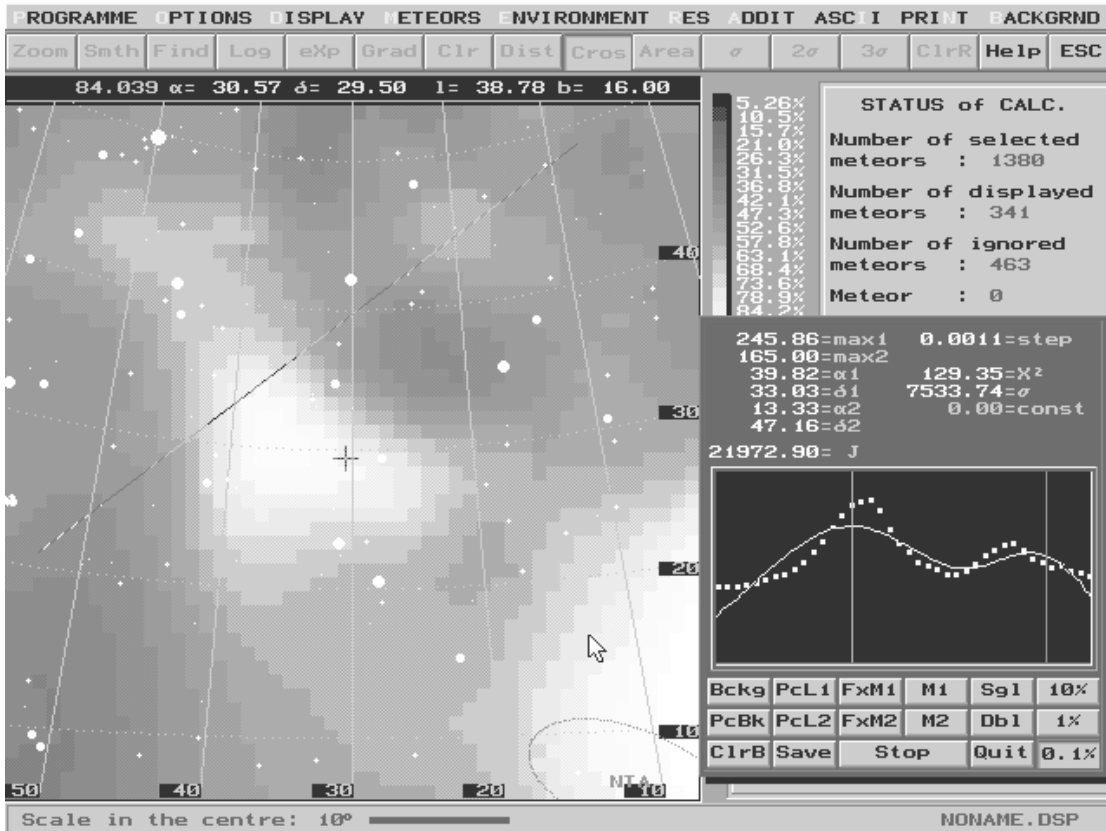 PROGRAMME OPTIONS DISPLAY METEORS ENVIRONMENT RES ADDIT ASCII PRINT BACKGRND
Zoom Smth Find Log eXp Grad Clr Dist Cros Area σ 2σ 3σ ClrR Help ESC
84.039 α= 30.57 δ= 29.50 l= 38.78 b= 16.00
5.26%
10.5%
15.7%
21.0%
26.3%
31.5%
36.8%
42.1%
47.3%
52.6%
57.8%
63.1%
68.4%
73.6%
78.9%
84.2%
STATUS of CALC.
Number of selected
meteors : 1380
Number of displayed
meteors : 341
Number of ignored
meteors : 463
Meteor : 0
40
30
20
10
NTA
50 40 30 20 10
245.86=max1 0.0011=step
165.00=max2
39.82=α1 129.35=X²
33.03=δ1 7533.74=σ
13.33=α2 0.00=const
47.16=δ2
21972.90= J
Bckg PcL1 FxM1 M1 Sgl 10%
PcBk PcL2 FxM2 M2 Dbl 1%
ClrB Save Stop Quit 0.1%
Scale in the centre: 10º
NONAME.DSP